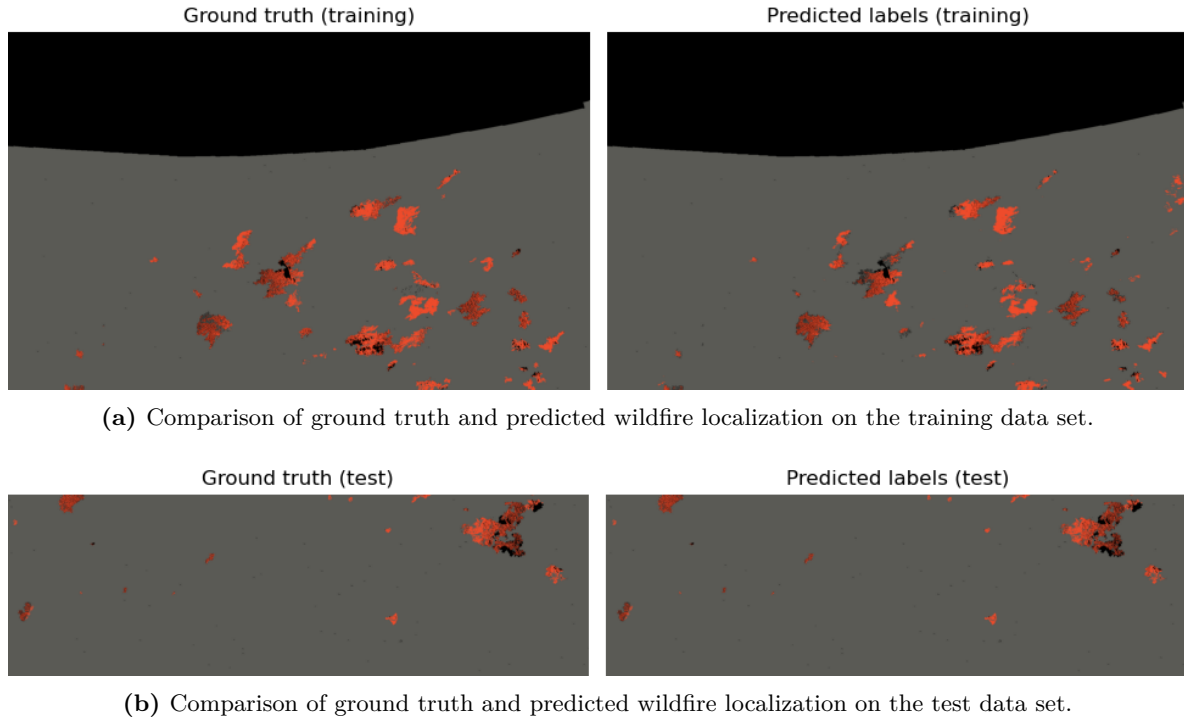 Ground truth (training)
Predicted labels (training)
(a) Comparison of ground truth and predicted wildfire localization on the training data set.
Ground truth (test)
Predicted labels (test)
(b) Comparison of ground truth and predicted wildfire localization on the test data set.